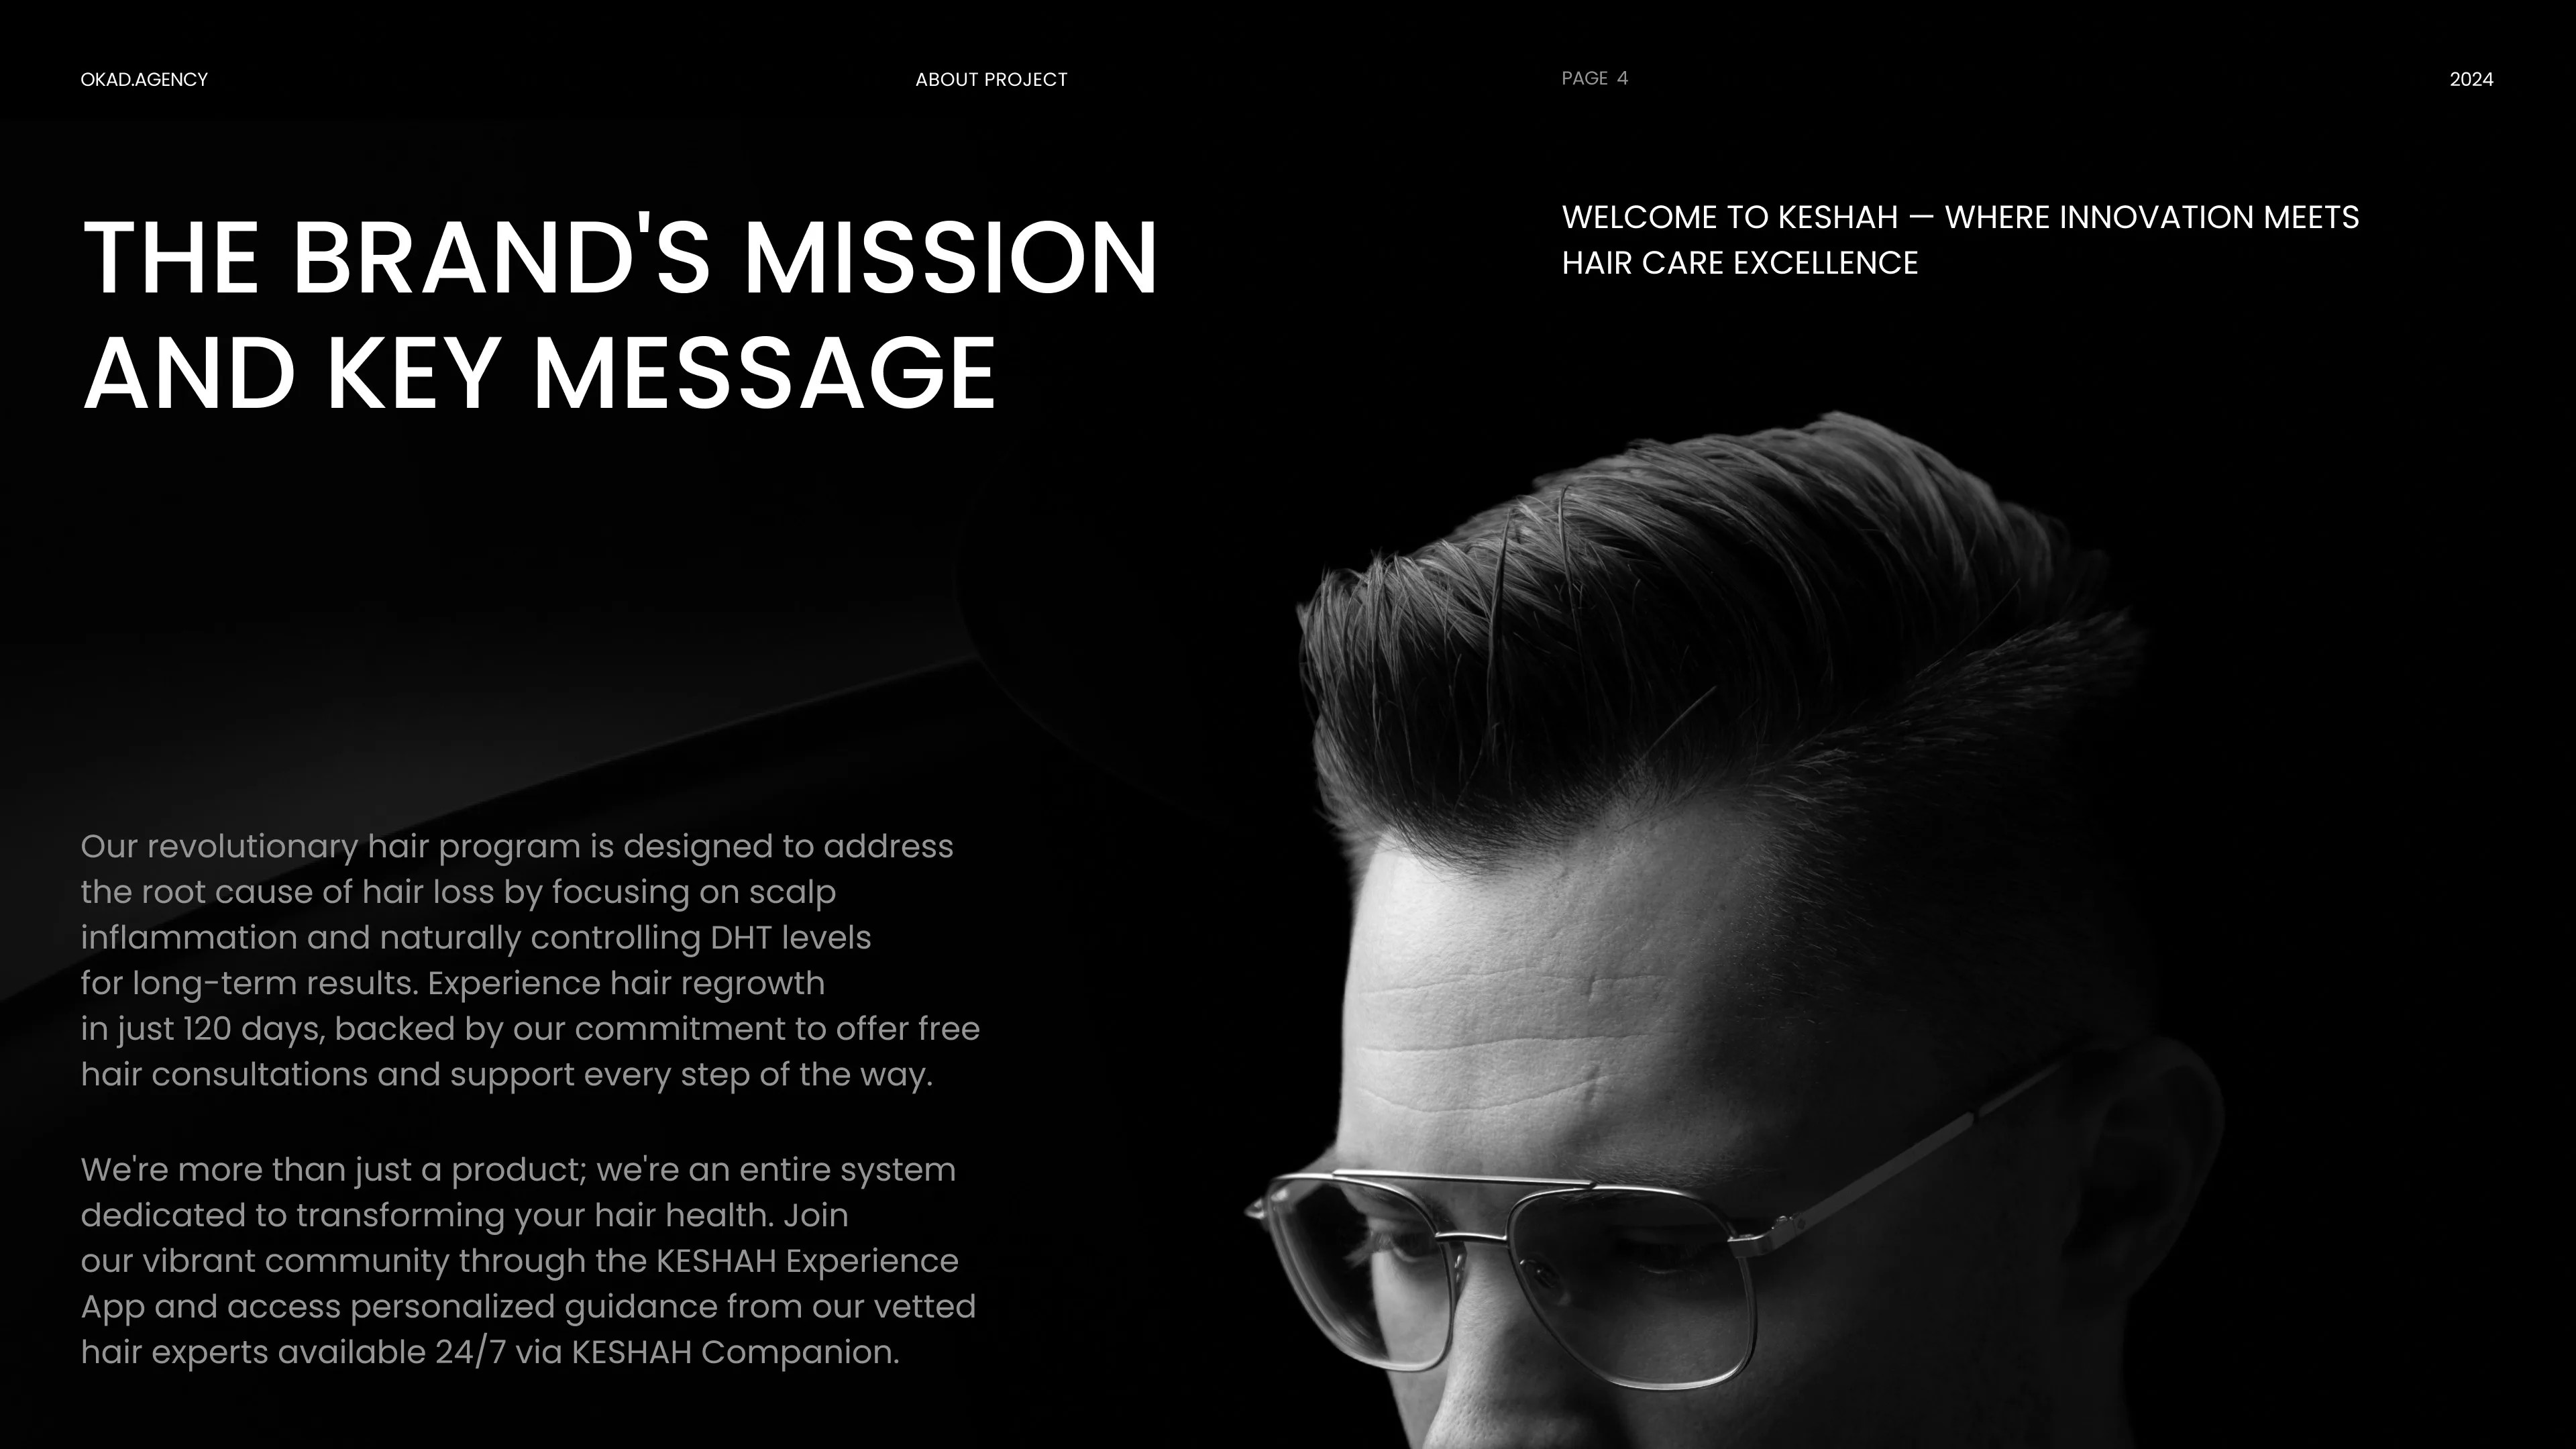 OKAD.AGENCY
ABOUT PROJECT
PAGE 4
2024
THE BRAND'S MISSION
AND KEY MESSAGE
WELCOME TO KESHAH — WHERE INNOVATION MEETS
HAIR CARE EXCELLENCE
Our revolutionary hair program is designed to address
the root cause of hair loss by focusing on scalp
inflammation and naturally controlling DHT levels
for long-term results. Experience hair regrowth
in just 120 days, backed by our commitment to offer free
hair consultations and support every step of the way.
We're more than just a product; we're an entire system
dedicated to transforming your hair health. Join
our vibrant community through the KESHAH Experience
App and access personalized guidance from our vetted
hair experts available 24/7 via KESHAH Companion.